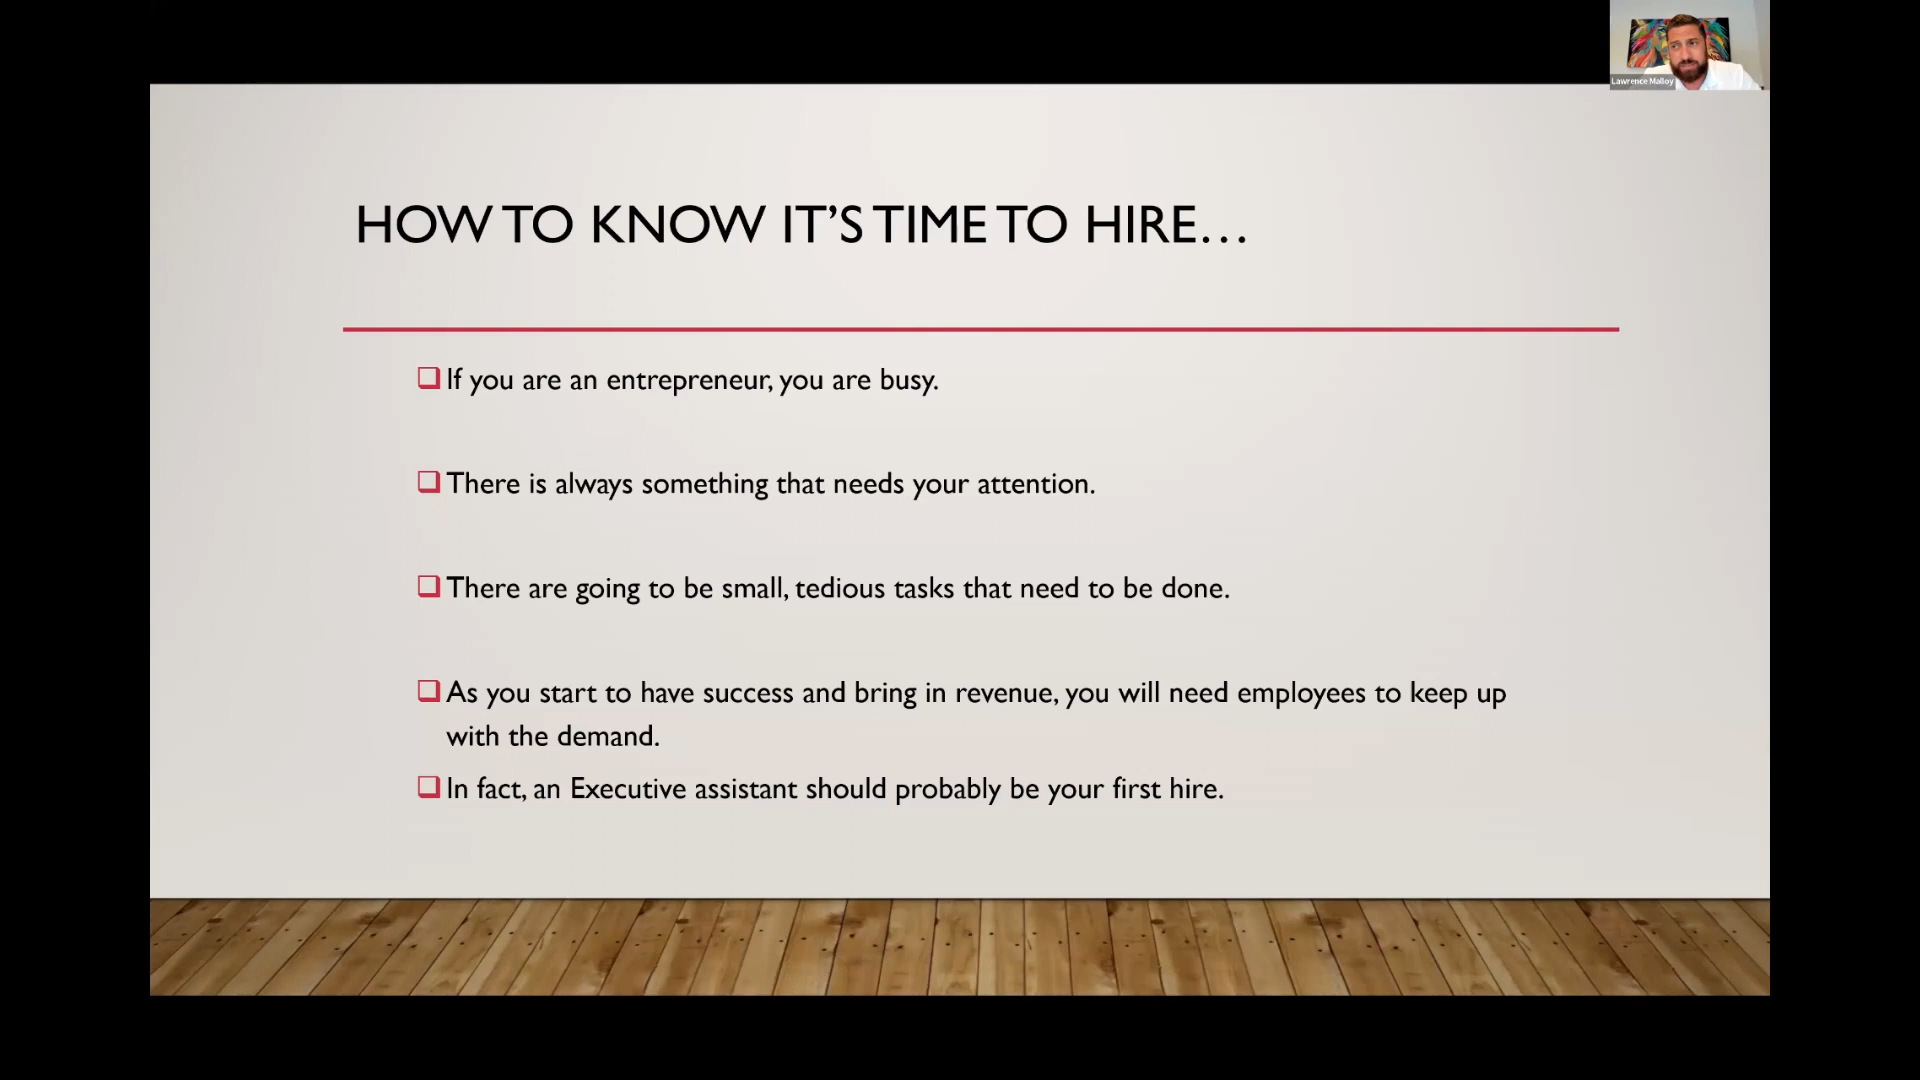 Lawrence Malloy
HOW TO KNOW IT’S TIME TO HIRE…
❑ If you are an entrepreneur, you are busy.
❑ There is always something that needs your attention.
❑ There are going to be small, tedious tasks that need to be done.
❑ As you start to have success and bring in revenue, you will need employees to keep up
with the demand.
❑ In fact, an Executive assistant should probably be your first hire.